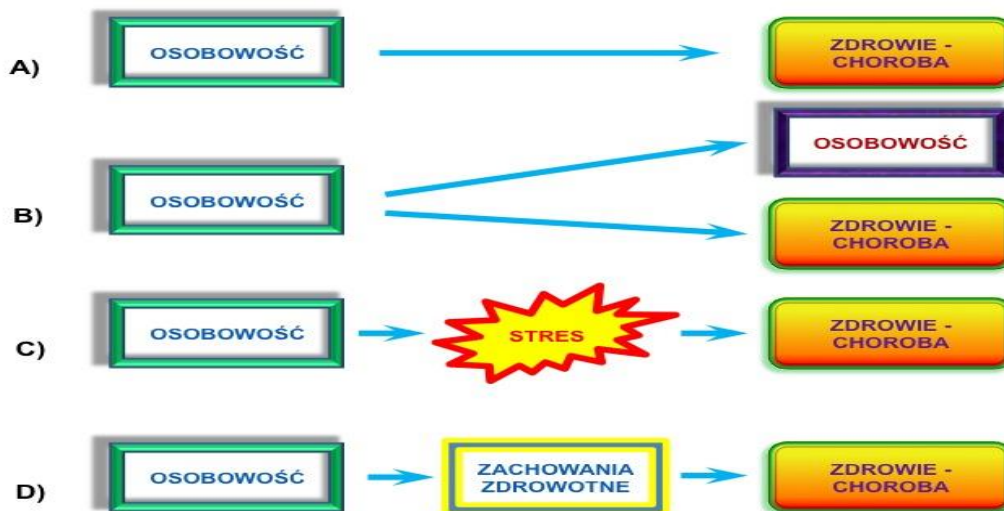 A)
OSOBOWOŚĆ
ZDROWIE -
CHOROBA
B)
OSOBOWOŚĆ
OSOBOWOŚĆ
ZDROWIE -
CHOROBA
C)
OSOBOWOŚĆ
STRES
ZDROWIE -
CHOROBA
D)
OSOBOWOŚĆ
ZACHOWANIA
ZDROWOTNE
ZDROWIE -
CHOROBA